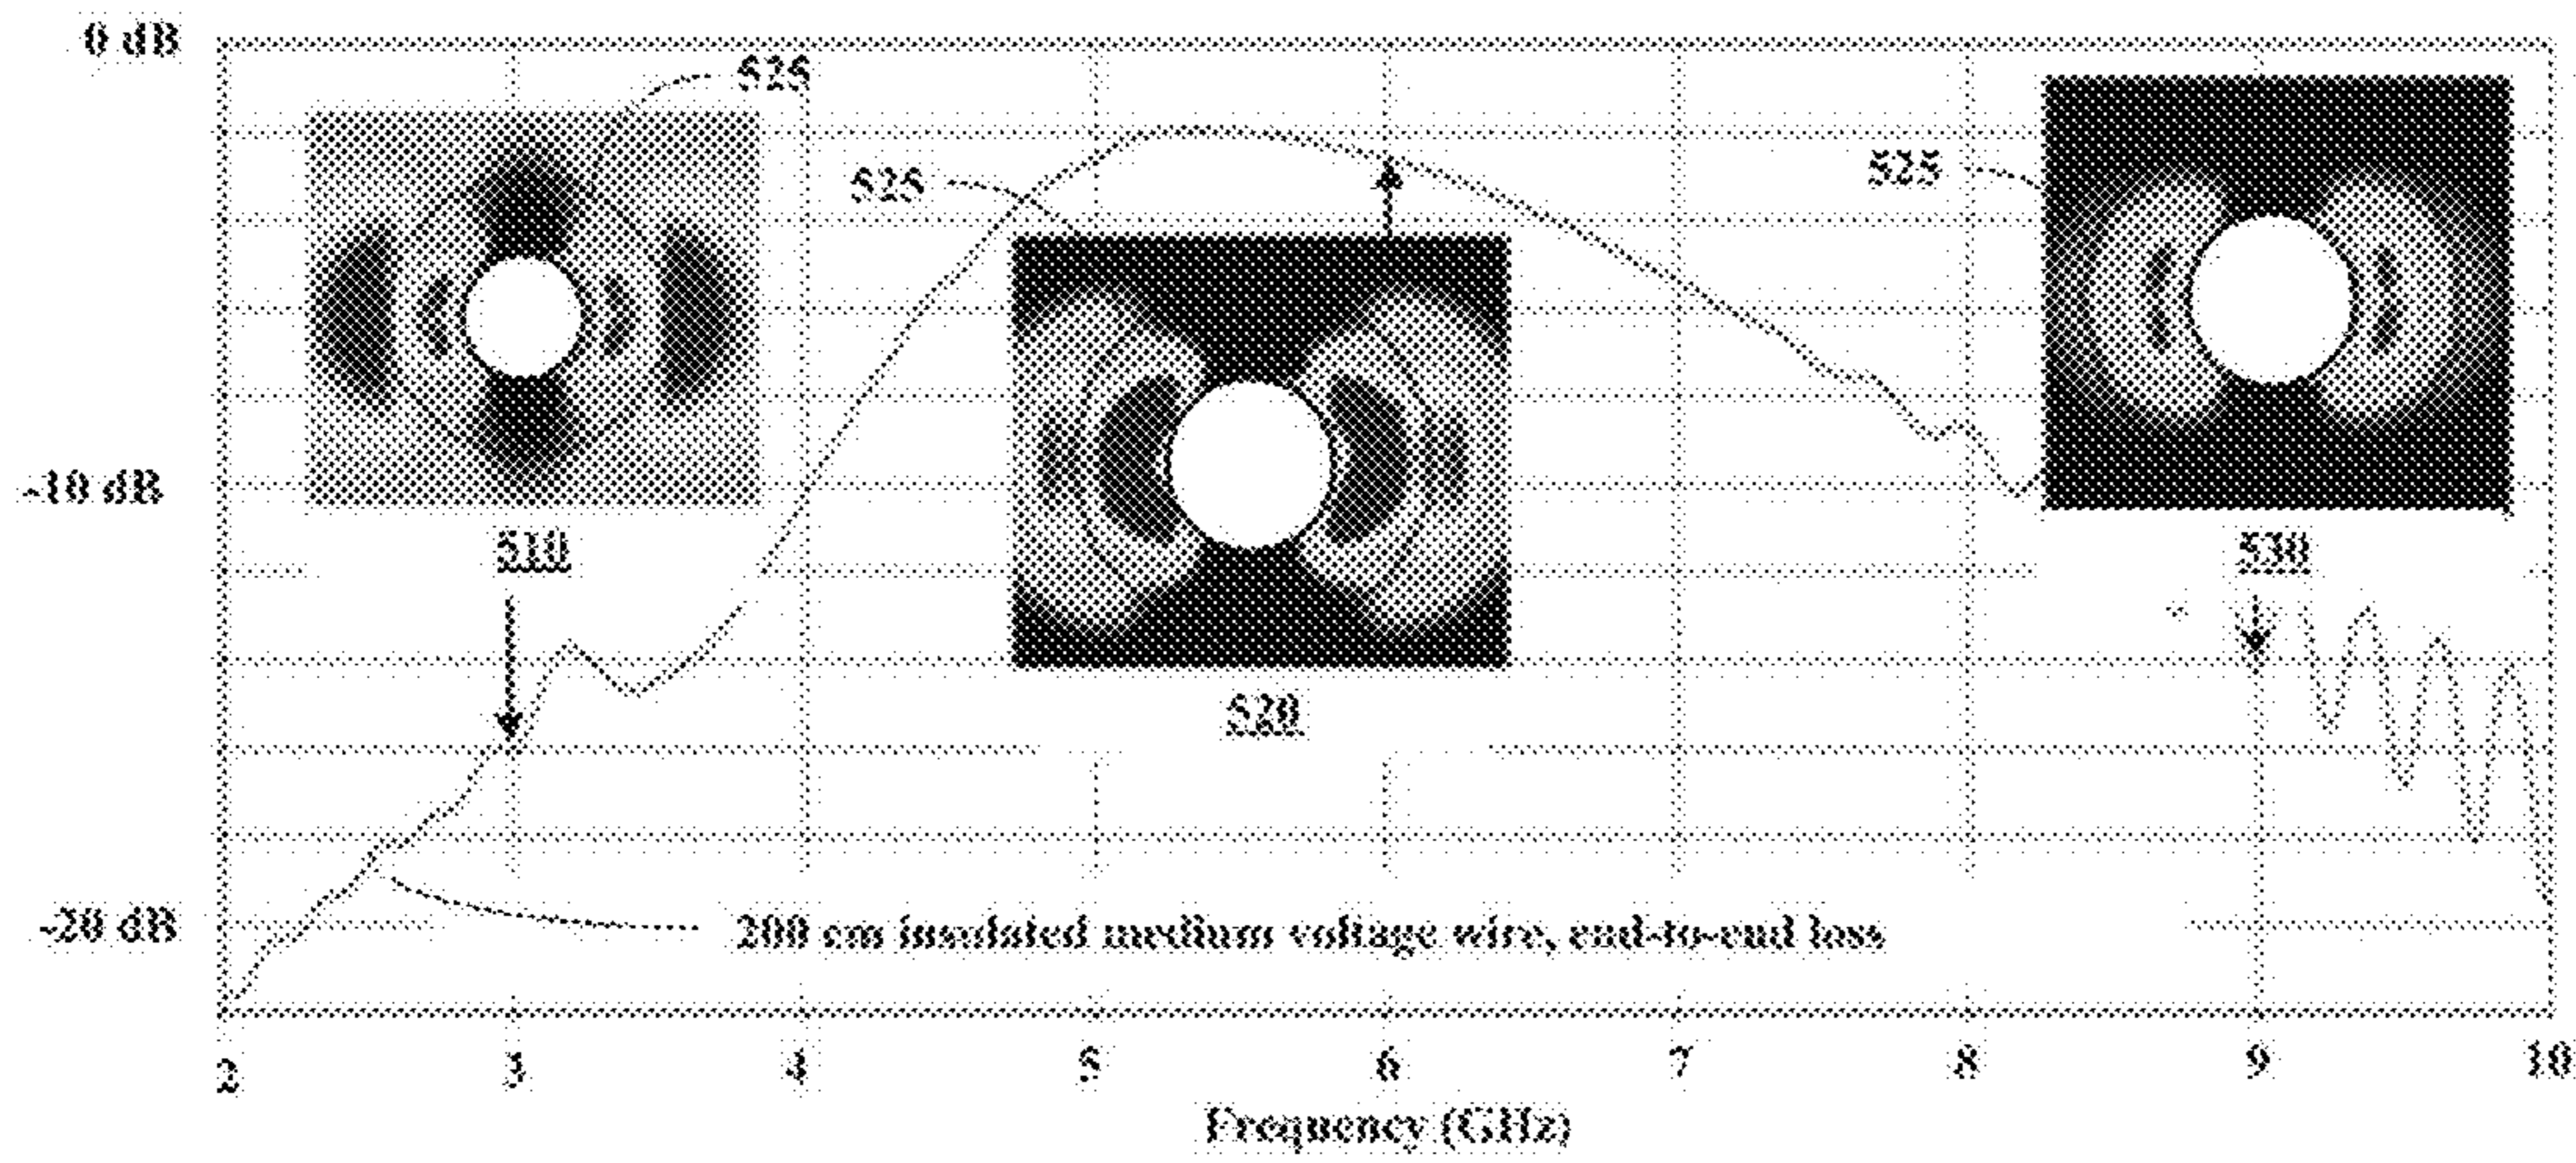 0 dB
525
525
525
-10 dB
510
530
520
-20 dB
200 cm insulated medium voltage wire, end-to-end loss
2 3 4 5 6 7 8 9 10
Frequency (GHz)